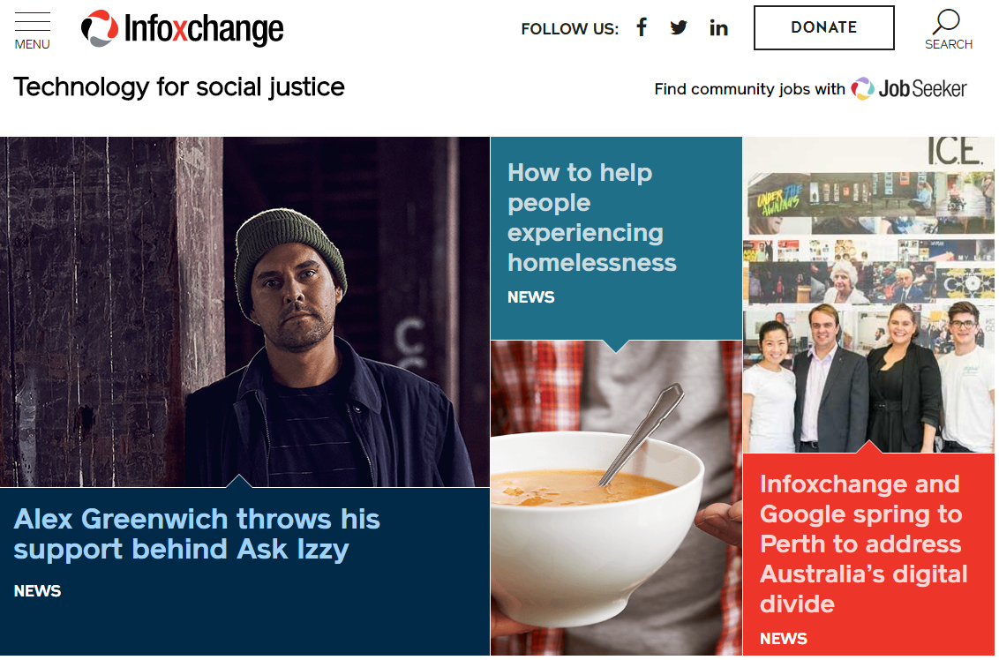 MENU
Infoxchange
FOLLOW US:
DONATE
SEARCH
Technology for social justice
Find community jobs with JobSeeker
Alex Greenwich throws his
support behind Ask Izzy
NEWS
How to help
people
experiencing
homelessness
NEWS
I.C.E.
UNDER THE
AWNINGS
Infoxchange and
Google spring to
Perth to address
Australia’s digital
divide
NEWS